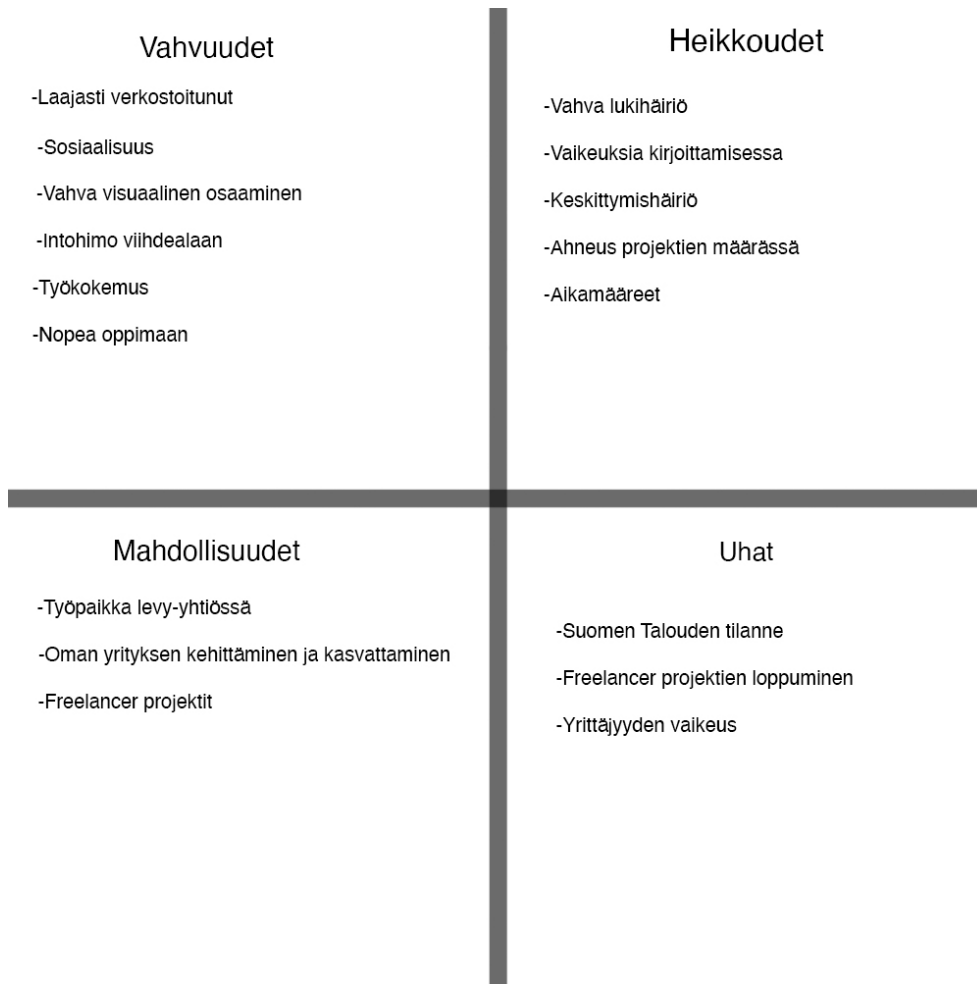 Vahvuudet
-Laajasti verkostoitunut
-Sosiaalisuus
-Vahva visuaalinen osaaminen
-Intohimo viihdealaan
-Työkokemus
-Nopea oppimaan
Heikkoudet
-Vahva lukihäiriö
-Vaikeuksia kirjoittamisessa
-Keskittymishäiriö
-Ahneus projektien määrässä
-Aikamääreet
Mahdollisuudet
-Työpaikka levy-yhtiössä
-Oman yrityksen kehittäminen ja kasvattaminen
-Freelancer projektit
Uhat
-Suomen Talouden tilanne
-Freelancer projektien loppuminen
-Yrittäjyyden vaikeus